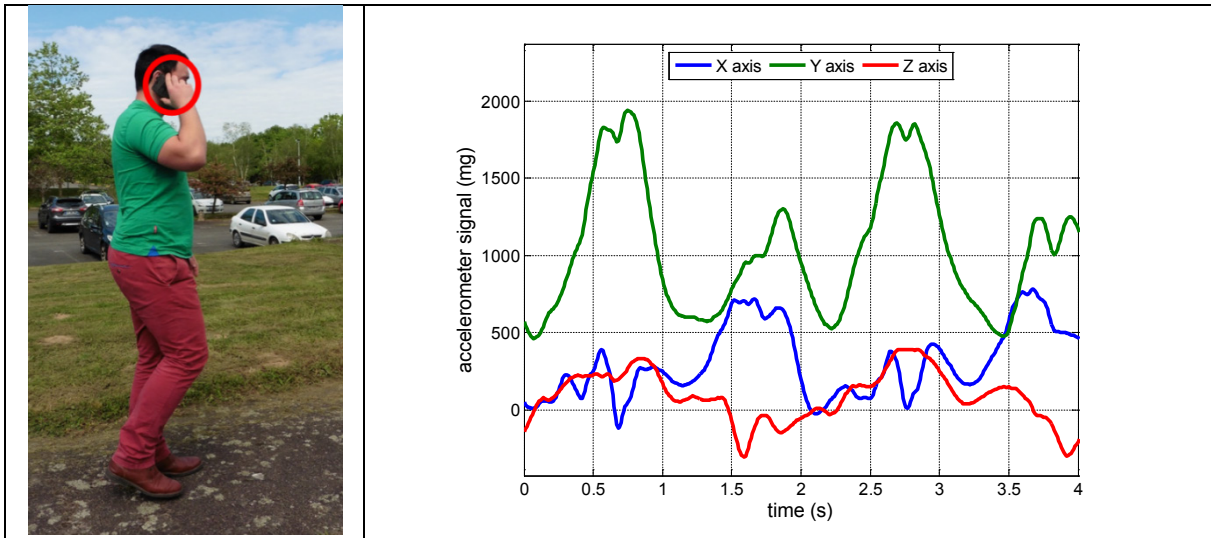 X axis Y axis Z axis
2000
1500
1000
500
0
accelerometer signal (mg)
0 0.5 1 1.5 2 2.5 3 3.5 4
time (s)